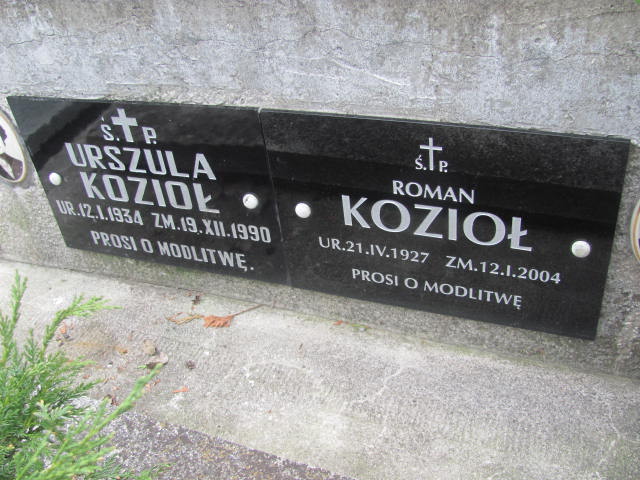 Ś. P.
URSZULA
KOZIOŁ
UR.12.I.1934 ZM.19.XII.1990
PROSI O MODLITWĘ.
Ś. P.
ROMAN
KOZIOŁ
UR.21.IV.1927 ZM.12.I.2004
PROSI O MODLITWĘ